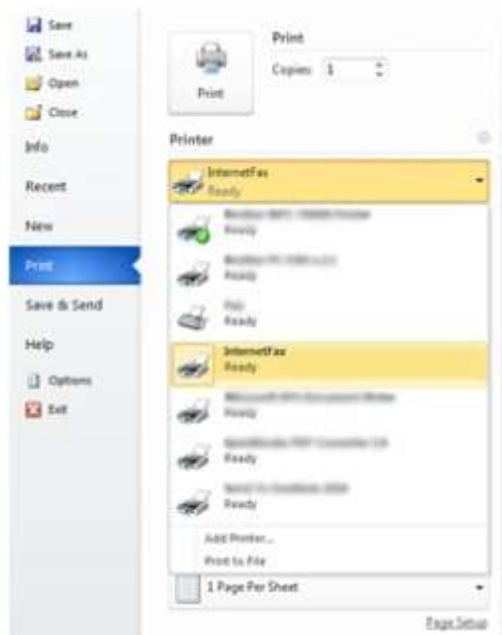 Save
Save As
Open
Close
Info
Recent
New
Print
Save & Send
Help
Options
Exit
Print
Print
Copies: 1
Printer
InternetFax
Ready
Ready
Ready
Ready
InternetFax
Ready
Ready
Ready
Ready
Add Printer...
Print to File
1 Page Per Sheet
Page Setup